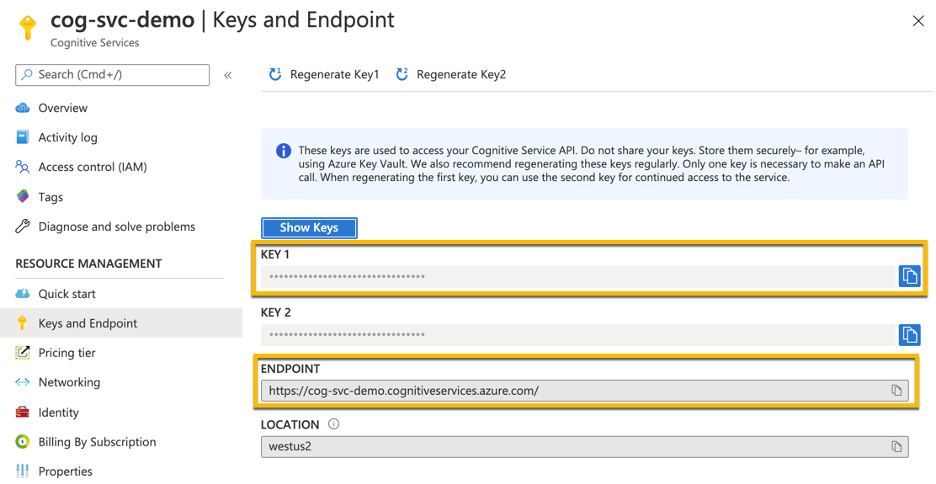 cog-svc-demo | Keys and Endpoint
Cognitive Services
Search (Cmd+/)
«
Overview
Activity log
Access control (IAM)
Tags
Diagnose and solve problems
RESOURCE MANAGEMENT
Quick start
Keys and Endpoint
Pricing tier
Networking
Identity
Billing By Subscription
Properties
Regenerate Key1
Regenerate Key2
These keys are used to access your Cognitive Service API. Do not share your keys. Store them securely– for example,
using Azure Key Vault. We also recommend regenerating these keys regularly. Only one key is necessary to make an API
call. When regenerating the first key, you can use the second key for continued access to the service.
Show Keys
KEY 1
••••••••••••••••••••••••••••••••
KEY 2
••••••••••••••••••••••••••••••••
ENDPOINT
https://cog-svc-demo.cognitiveservices.azure.com/
LOCATION
westus2